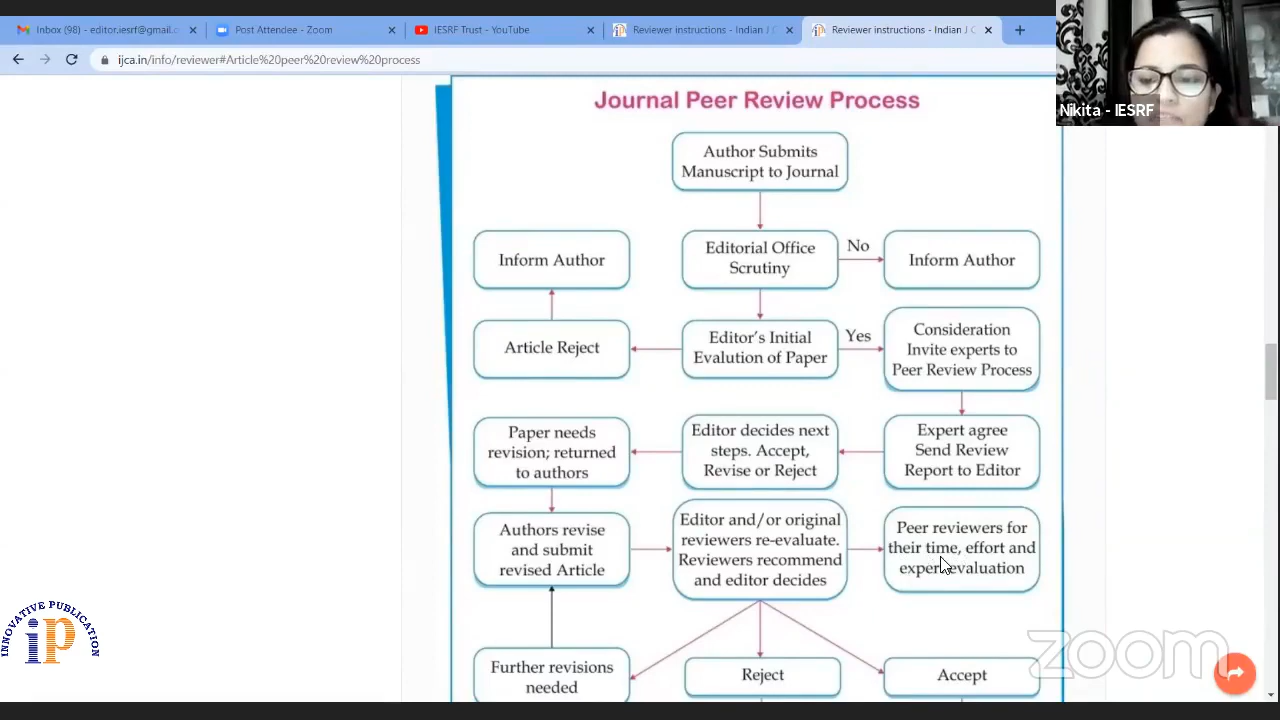 Inbox (98) - editor.iesrf@gmail.c
Post Attendee - Zoom
IESRF Trust - YouTube
Reviewer instructions - Indian J C
Reviewer instructions - Indian J C
ijca.in/info/reviewer#Article%20peer%20review%20process
Nikita - IESRF
Journal Peer Review Process
Author Submits
Manuscript to Journal
Inform Author
Editorial Office
Scrutiny
No
Inform Author
Article Reject
Editor's Initial
Evalution of Paper
Yes
Consideration
Invite experts to
Peer Review Process
Paper needs
revision; returned
to authors
Editor decides next
steps. Accept,
Revise or Reject
Expert agree
Send Review
Report to Editor
Authors revise
and submit
revised Article
Editor and/or original
reviewers re-evaluate.
Reviewers recommend
and editor decides
Peer reviewers for
their time, effort and
expert evaluation
Further revisions
needed
Reject
Accept
INNOVATIVE PUBLICATION
ip
zoom